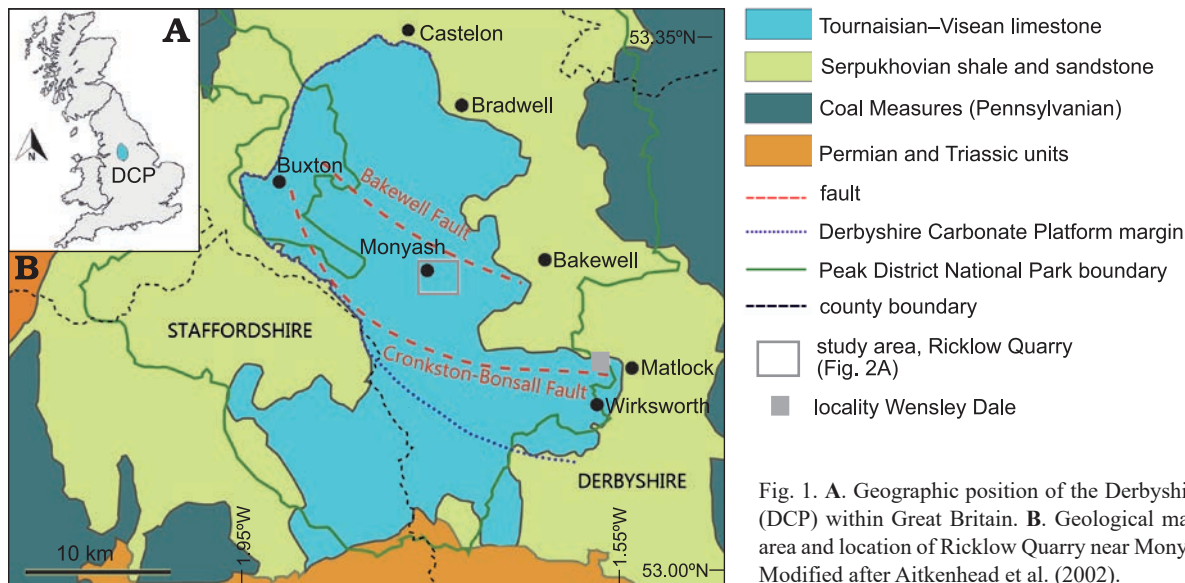 A
N
DCP
B
Castelon
53.35ºN
Bradwell
Buxton
Bakewell Fault
Monyash
Bakewell
STAFFORDSHIRE
Cronkston-Bonsall Fault
Matlock
Wirksworth
DERBYSHIRE
10 km
1.95ºW
1.55ºW
53.00ºN
Tournaisian–Visean limestone
Serpukhovian shale and sandstone
Coal Measures (Pennsylvanian)
Permian and Triassic units
fault
Derbyshire Carbonate Platform margin
Peak District National Park boundary
county boundary
study area, Ricklow Quarry
(Fig. 2A)
locality Wensley Dale
Fig. 1. A. Geographic position of the Derbyshi
(DCP) within Great Britain. B. Geological ma
area and location of Ricklow Quarry near Mony
Modified after Aitkenhead et al. (2002).